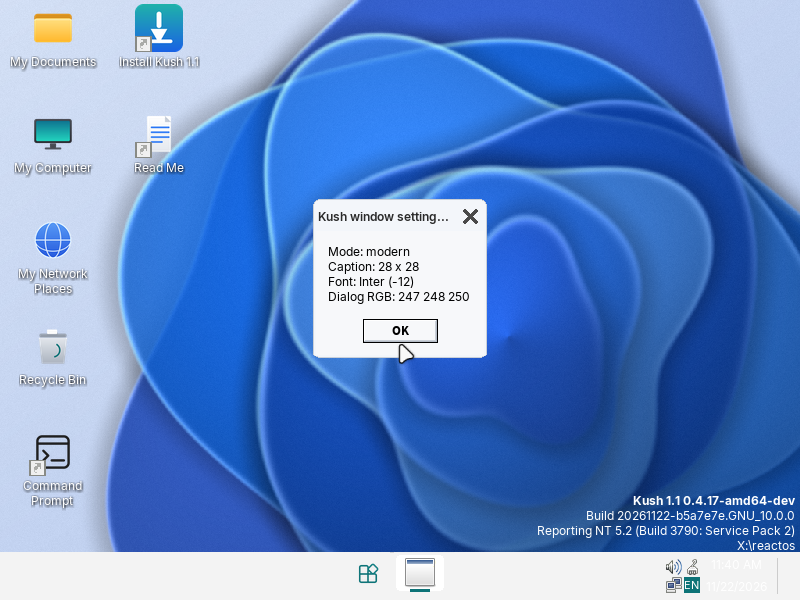 My Documents
Install Kush 1.1
My Computer
Read Me
My Network
Places
Recycle Bin
Command
Prompt
Kush window setting...
Mode: modern
Caption: 28 x 28
Font: Inter (-12)
Dialog RGB: 247 248 250
OK
Kush 1.1 0.4.17-amd64-dev
Build 20261122-b5a7e7e.GNU_10.0.0
Reporting NT 5.2 (Build 3790: Service Pack 2)
X:\reactos
11:40 AM
EN
11/22/2026